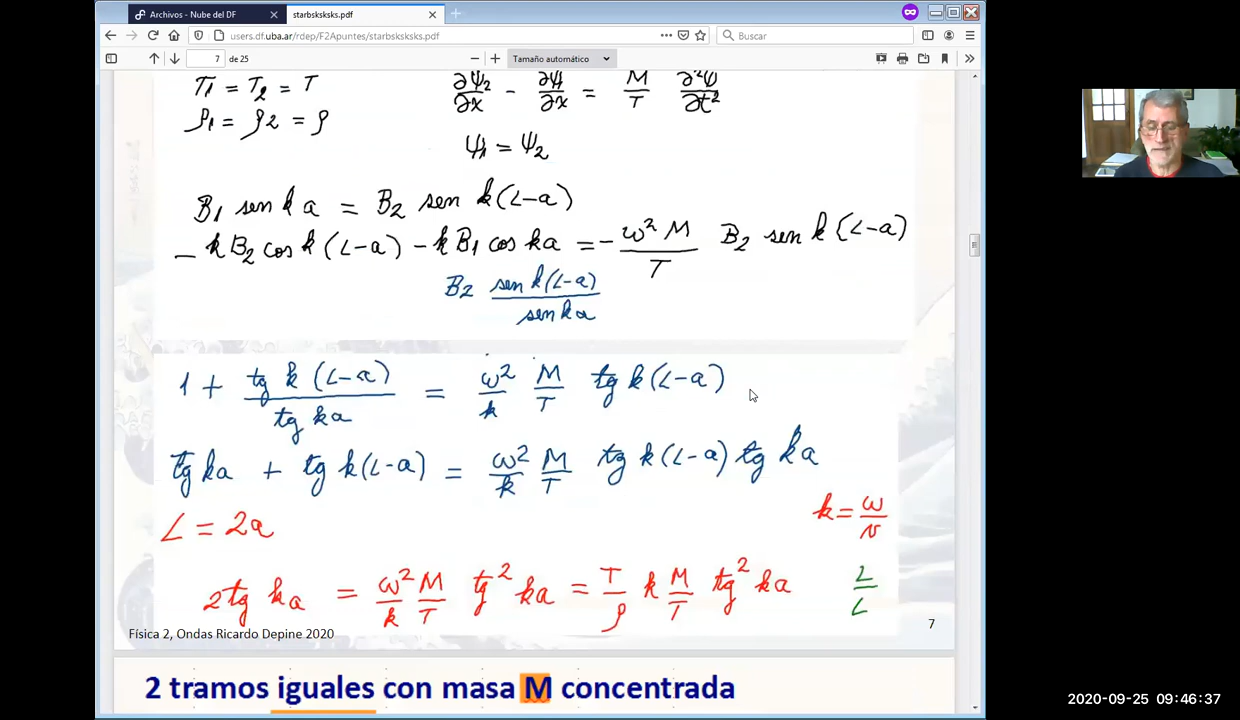 Archivos - Nube del DF
starbsksksks.pdf
users.df.uba.ar/rdep/F2Apuntes/starbsksksks.pdf
Buscar
7 de 25
Tamaño automático
T1 = T2 = T
∂Ψ2/∂x - ∂Ψ1/∂x = M/T ∂²Ψ/∂t²
ρ1 = ρ2 = ρ
Ψ1 = Ψ2
B1 sen ka = B2 sen k(L-a)
- k B2 cos k(L-a) - k B1 cos ka = - ω² M/T B2 sen k(L-a)
B2 sen k(L-a)/sen ka
1 + tg k(L-a)/tg ka = ω²/k M/T tg k(L-a)
tg ka + tg k(L-a) = ω²/k M/T tg k(L-a) tg ka
k = ω/v
L = 2a
2 tg ka = ω²/k M/T tg² ka = T/ρ k M/T tg² ka
2/L
Física 2, Ondas Ricardo Depine 2020
7
2 tramos iguales con masa M concentrada
2020-09-25 09:46:37